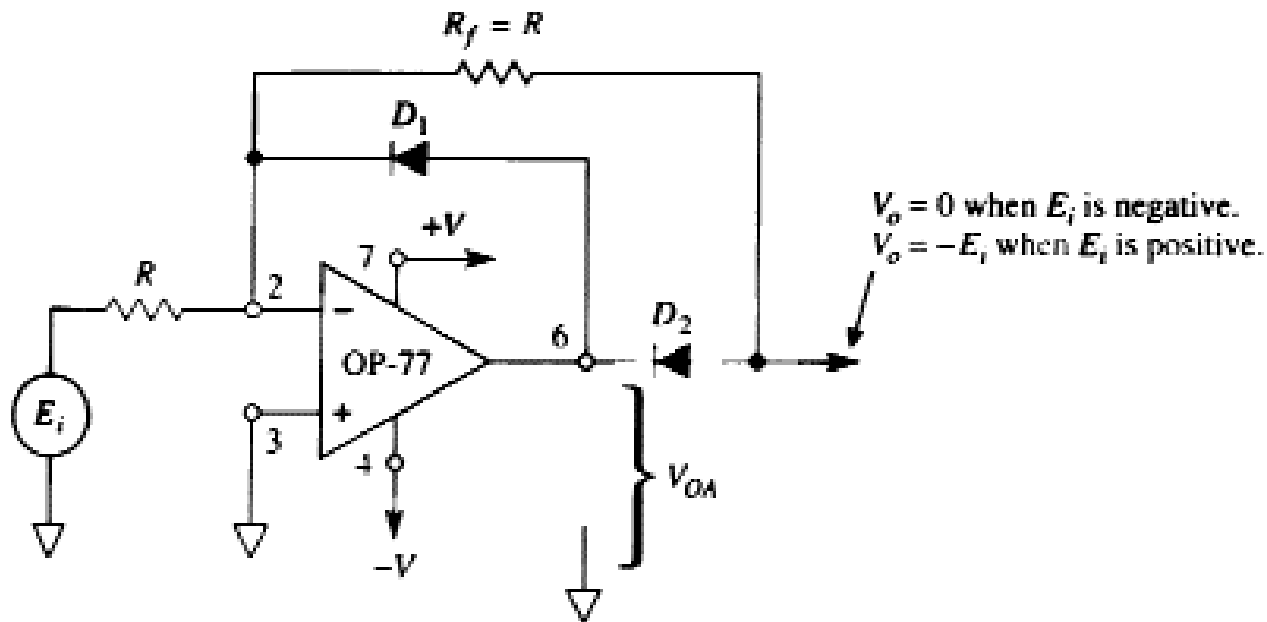 R_f = R
D_1
V_o = 0 when E_i is negative.
V_o = −E_i when E_i is positive.
+V
7
R
2
−
6
D_2
OP-77
E_i
3
+
4
V_OA
−V